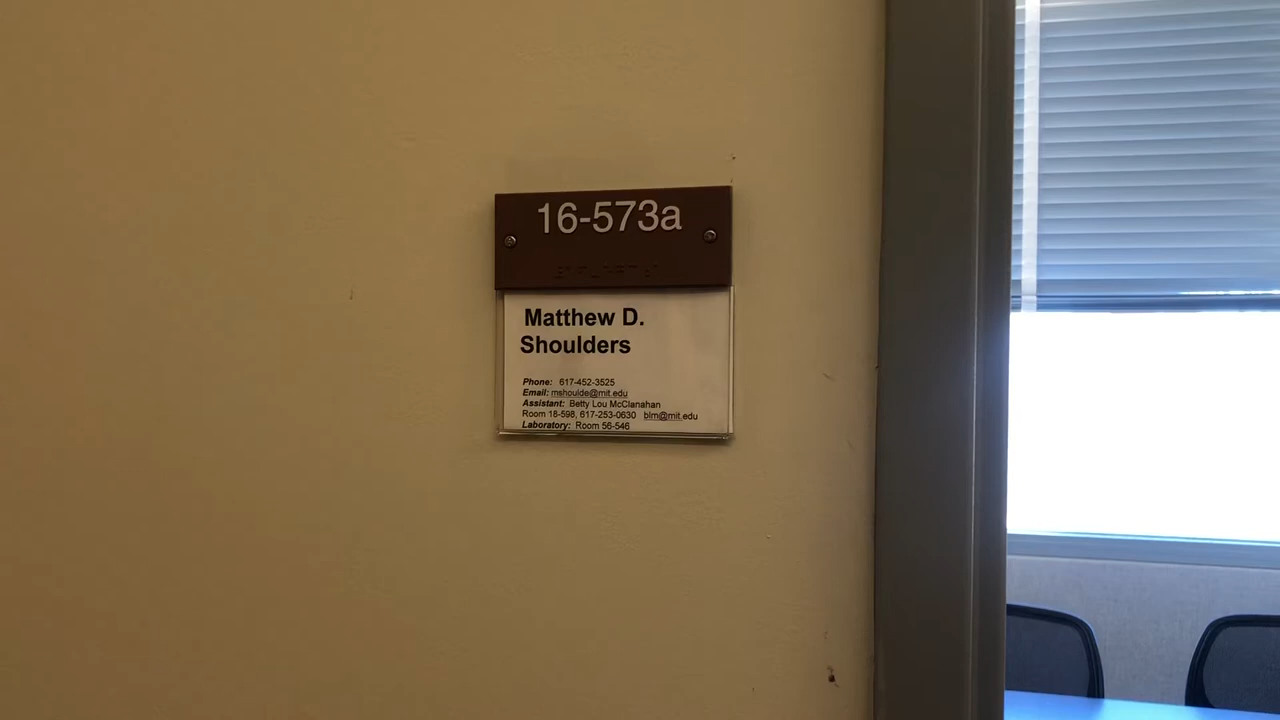 16-573a
Matthew D.
Shoulders
Phone: 617-452-3525
Email: mshoulde@mit.edu
Assistant: Betty Lou McClanahan
Room 18-598, 617-253-0630 blm@mit.edu
Laboratory: Room 56-546